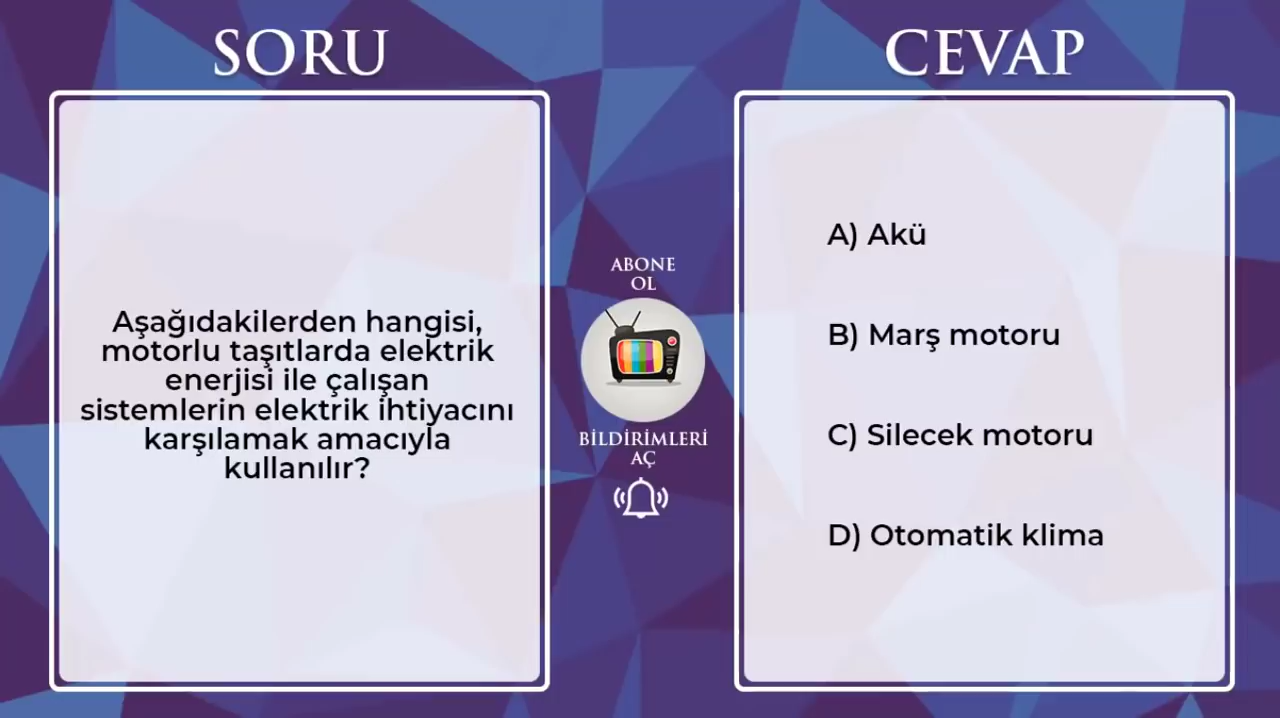 SORU
Aşağıdakilerden hangisi,
motorlu taşıtlarda elektrik
enerjisi ile çalışan
sistemlerin elektrik ihtiyacını
karşılamak amacıyla
kullanılır?
ABONE
OL
BİLDİRİMLERİ
AÇ
CEVAP
A) Akü
B) Marş motoru
C) Silecek motoru
D) Otomatik klima